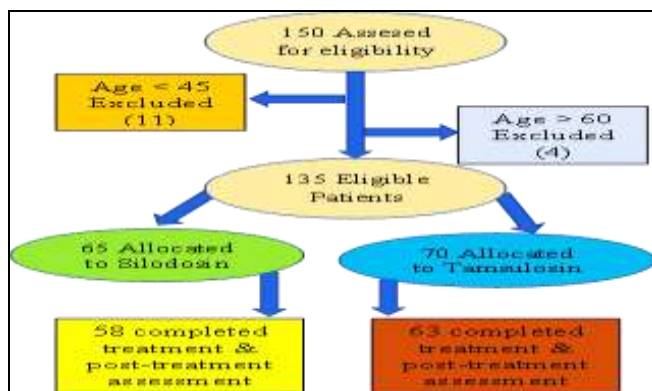 150 Assesed
for eligibility
Age < 45
Excluded
(11)
Age > 60
Excluded
(4)
135 Eligible
Patients
65 Allocated
to Silodosin
70 Allocated
to Tamsulosin
58 completed
treatment &
post-treatment
assessment
63 completed
treatment &
post-treatment
assessment